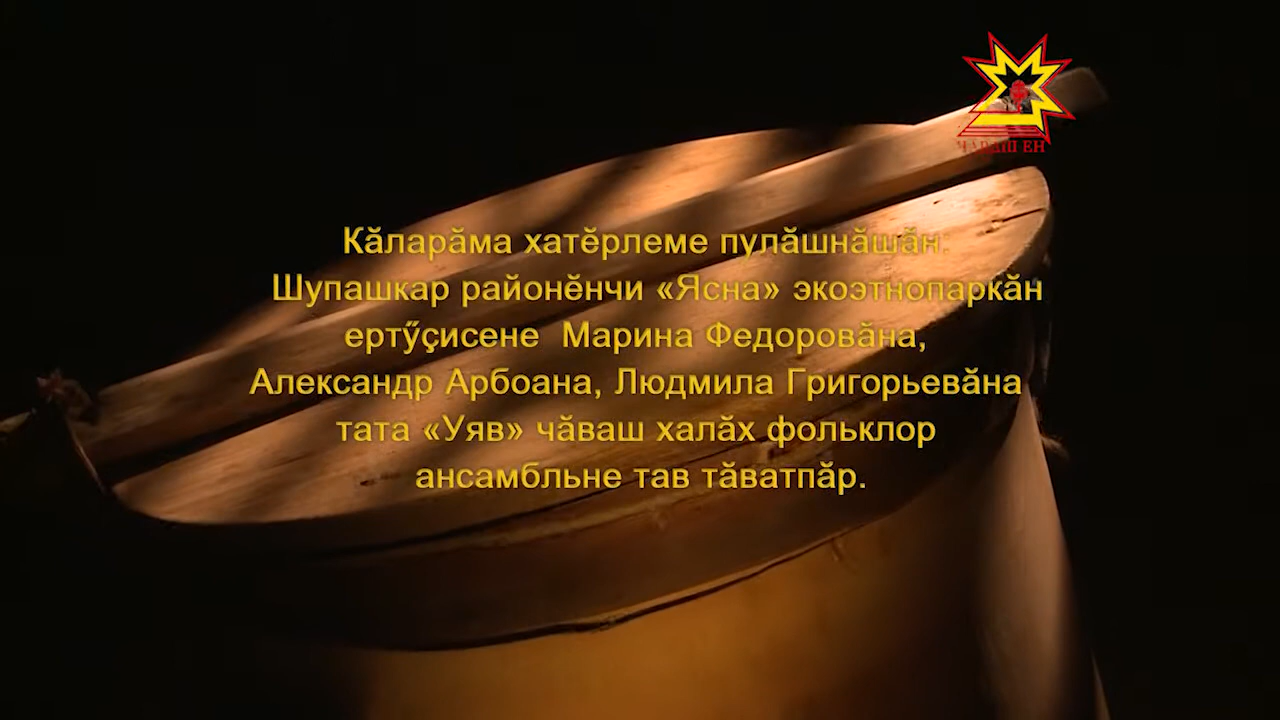 ЧӐВАШ ЕН
Кӑларӑма хатӗрлеме пулӑшнӑшӑн:
Шупашкар районӗнчи «Ясна» экоэтнопаркӑн
ертӳҫисене Марина Федоровӑна,
Александр Арбоана, Людмила Григорьевӑна
тата «Уяв» чӑваш халӑх фольклор
ансамбльне тав тӑватпӑр.